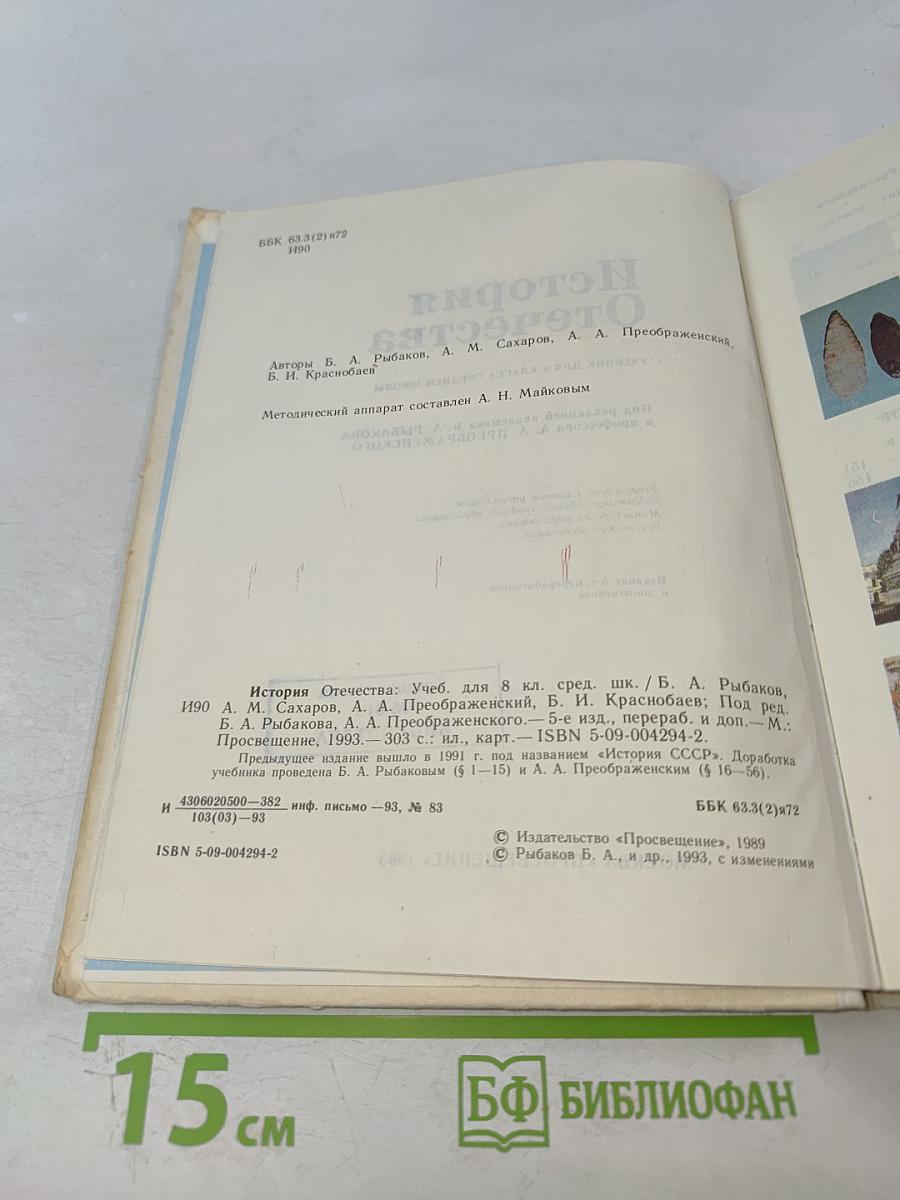 ББК 63.3(2)я72
И90
Авторы Б. А. Рыбаков, А. М. Сахаров, А. А. Преображенский,
Б. И. Краснобаев
Методический аппарат составлен А. Н. Майковым
История Отечества: Учеб. для 8 кл. сред. шк. / Б. А. Рыбаков,
И90 А. М. Сахаров, А. А. Преображенский, Б. И. Краснобаев; Под ред.
Б. А. Рыбакова, А. А. Преображенского.— 5-е изд., перераб. и доп.— М.:
Просвещение, 1993.— 303 с.: ил., карт.— ISBN 5-09-004294-2.
Предыдущее издание вышло в 1991 г. под названием «История СССР». Доработка
учебника проведена Б. А. Рыбаковым (§ 1—15) и А. А. Преображенским (§ 16—56).
И 4306020500—382 инф. письмо —93, № 83
103(03)—93
ББК 63.3(2)я72
ISBN 5-09-004294-2
© Издательство «Просвещение», 1989
© Рыбаков Б. А., и др., 1993, с изменениями
15 см
БФ БИБЛИОФАН